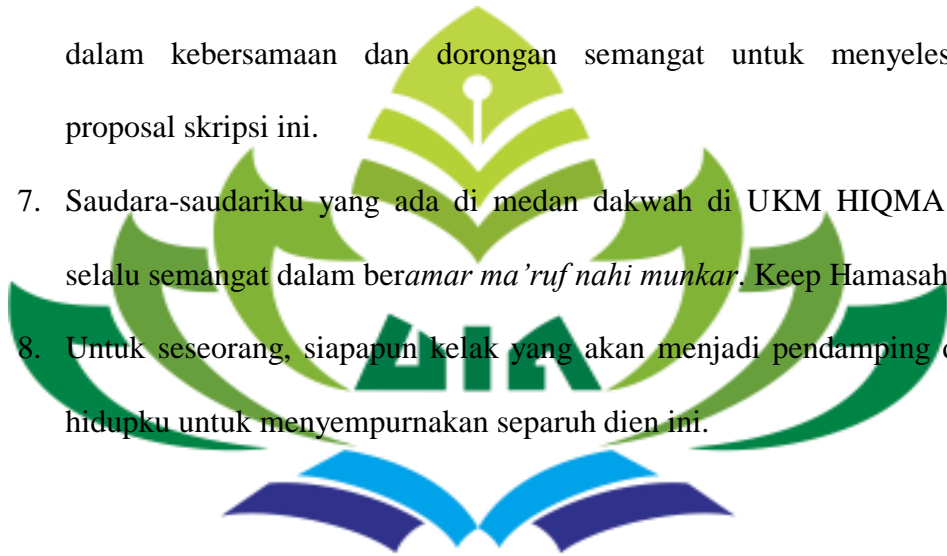 dalam kebersamaan dan dorongan semangat untuk menyeles
proposal skripsi ini.
7. Saudara-saudariku yang ada di medan dakwah di UKM HIQMA
selalu semangat dalam beramar ma’ruf nahi munkar. Keep Hamasah
8. Untuk seseorang, siapapun kelak yang akan menjadi pendamping
UIN
hidupku untuk menyempurnakan separuh dien ini.